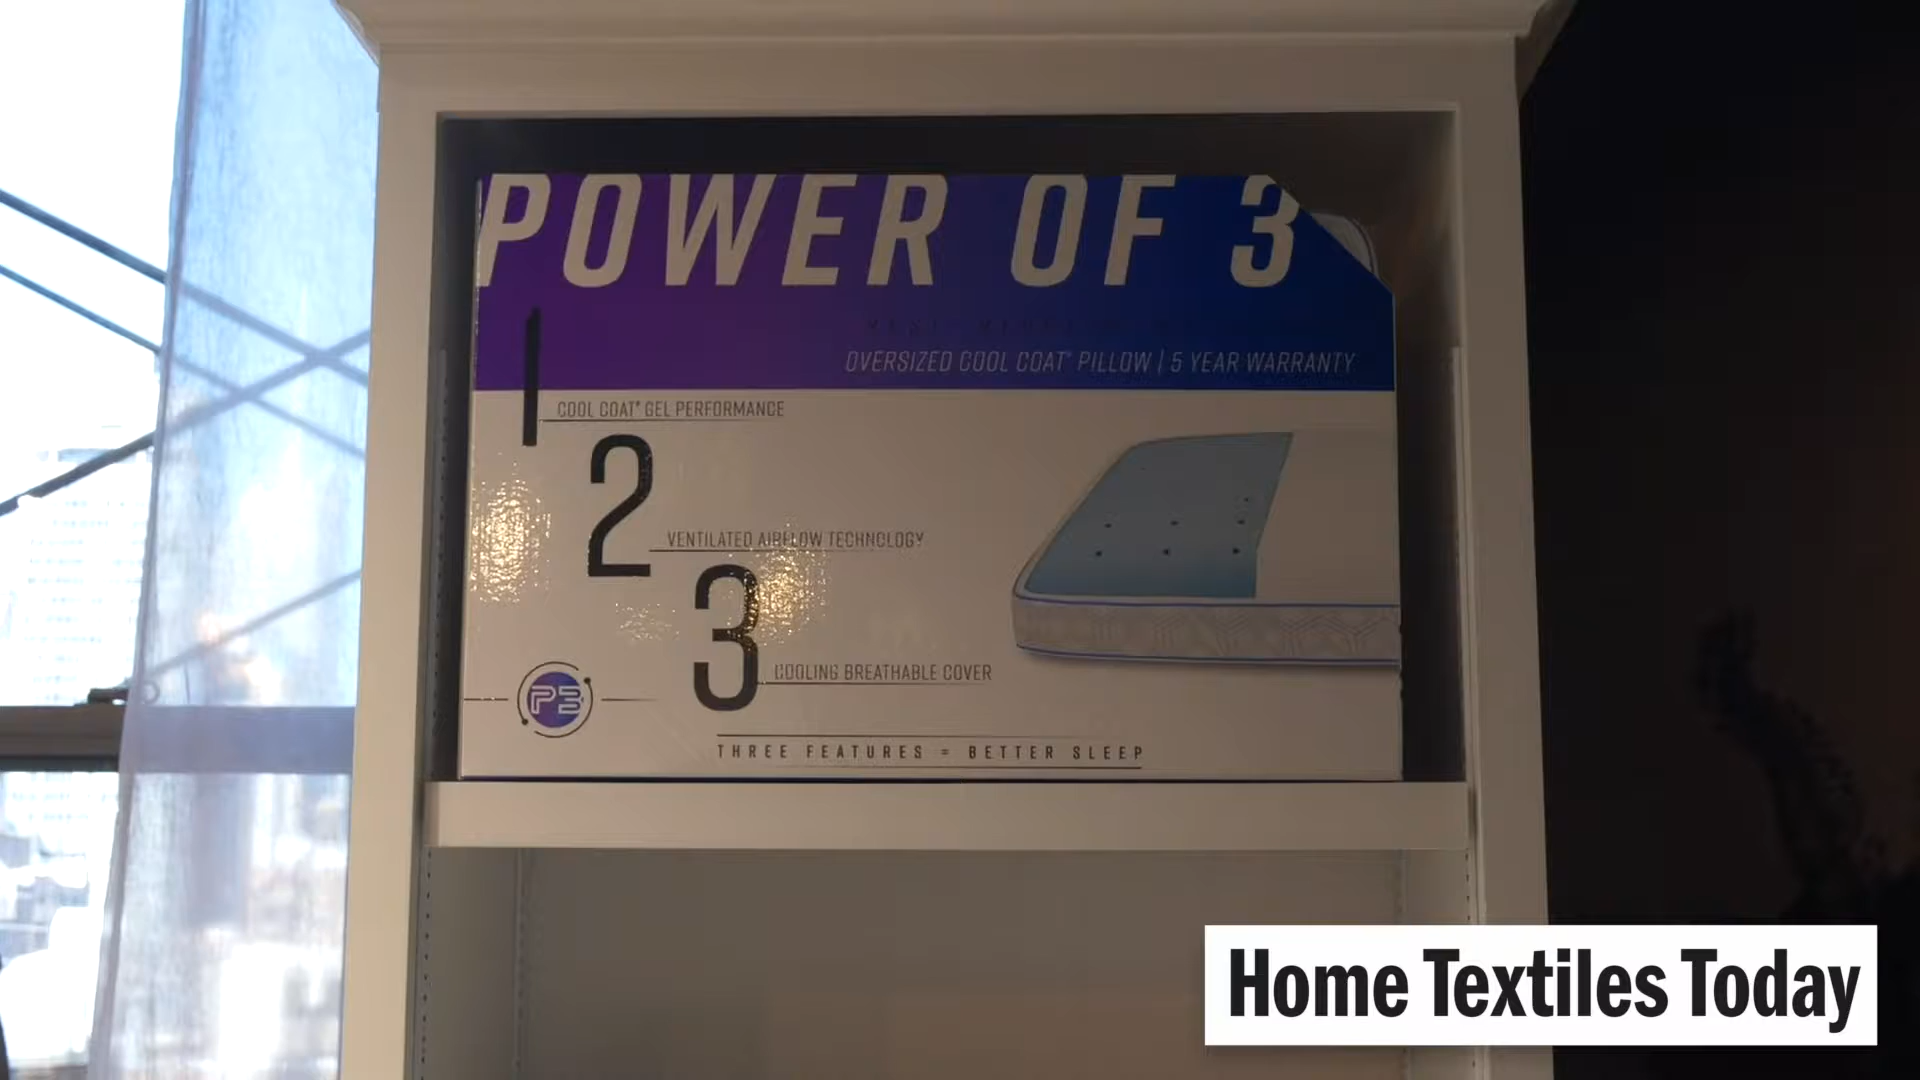 POWER OF 3
OVERSIZED COOL COAT® PILLOW | 5 YEAR WARRANTY
1 COOL COAT® GEL PERFORMANCE
2 VENTILATED AIRFLOW TECHNOLOGY
3 COOLING BREATHABLE COVER
P3
THREE FEATURES = BETTER SLEEP
Home Textiles Today